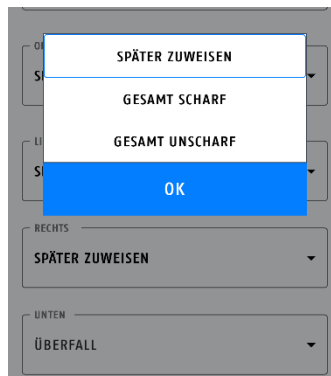 SPÄTER ZUWEISEN
GESAMT SCHARF
GESAMT UNSCHARF
OK
RECHTS
SPÄTER ZUWEISEN
UNTEN
ÜBERFALL